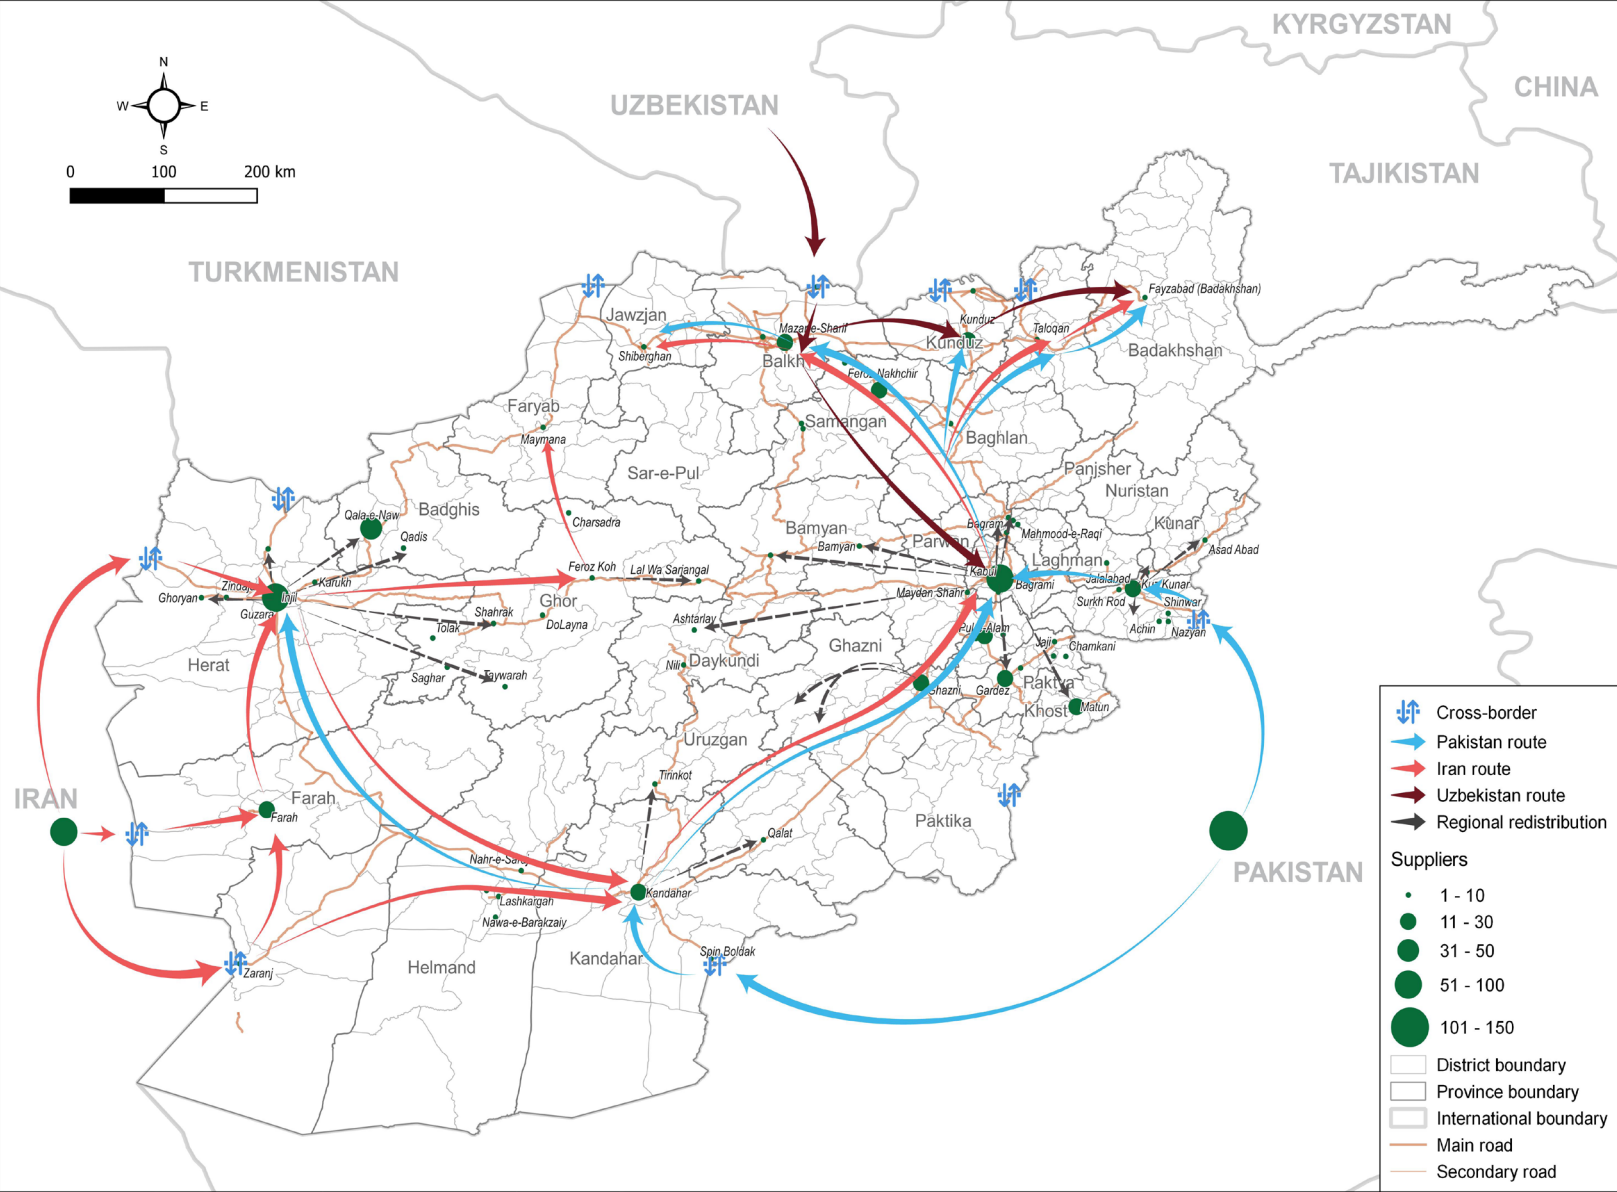 KYRGYZSTAN
CHINA
UZBEKISTAN
TAJIKISTAN
TURKMENISTAN
N
W
E
S
0
100
200 km
Jawzjan
Shiberghan
Mazar-e-Sharif
Balkh
Kunduz
Kunduz
Taloqan
Fayzabad (Badakhshan)
Badakhshan
Feroz Nakhchir
Faryab
Maymana
Samangan
Baghlan
Sar-e-Pul
Panjsher
Nuristan
Badghis
Qala-e-Naw
Qadis
Charsadra
Bamyan
Bamyan
Parwan
Bagram
Mahmood-e-Raqi
Kunar
Asad Abad
Laghman
Kabul
Bagrami
Jalalabad
Kuz Kunar
Surkh Rod
Shinwar
Achin
Nazyan
Maydan Shahr
Feroz Koh
Lal Wa Sarjangal
Ghor
Zindajan
Karukh
Ghoryan
Injil
Guzara
Shahrak
DoLayna
Tolak
Saghar
Taywarah
Herat
Ashtarlay
Nili
Daykundi
Ghazni
Ghazni
Pul-e-Alam
Jaji
Chamkani
Gardez
Paktya
Khost
Matun
Uruzgan
Tirinkot
Paktika
Qalat
IRAN
Farah
Farah
PAKISTAN
Nahr-e-Saraj
Lashkargah
Nawa-e-Barakzaiy
Kandahar
Kandahar
Spin Boldak
Helmand
Zaranj
Cross-border
Pakistan route
Iran route
Uzbekistan route
Regional redistribution
Suppliers
1 - 10
11 - 30
31 - 50
51 - 100
101 - 150
District boundary
Province boundary
International boundary
Main road
Secondary road